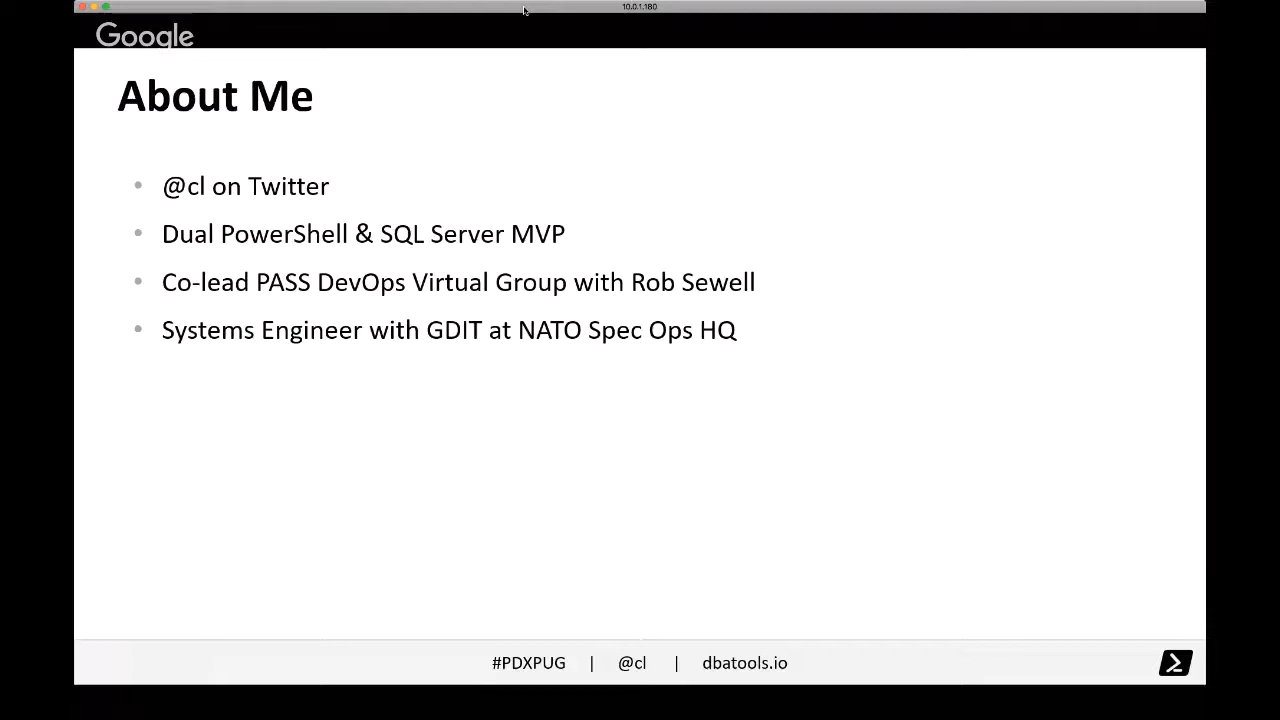 10.0.1.180
Google
About Me
@cl on Twitter
Dual PowerShell & SQL Server MVP
Co-lead PASS DevOps Virtual Group with Rob Sewell
Systems Engineer with GDIT at NATO Spec Ops HQ
#PDXPUG | @cl | dbatools.io